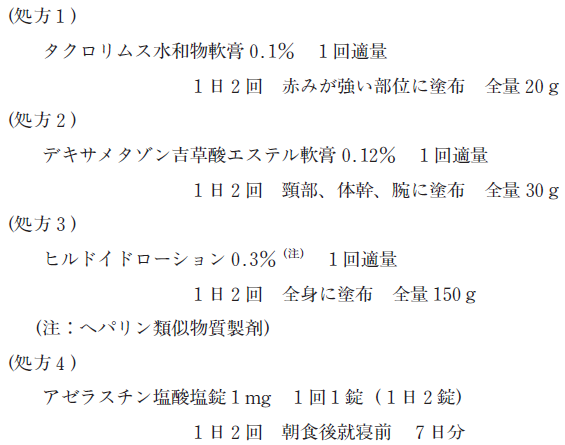 (処方1)
タクロリムス水和物軟膏 0.1% 1回適量
1日2回 赤みが強い部位に塗布 全量 20 g
(処方2)
デキサメタゾン吉草酸エステル軟膏 0.12% 1回適量
1日2回 頸部、体幹、腕に塗布 全量 30 g
(処方3)
ヒルドイドローション 0.3% (注) 1回適量
1日2回 全身に塗布 全量 150 g
(注：ヘパリン類似物質製剤)
(処方4)
アゼラスチン塩酸塩錠1mg 1回1錠 (1日2錠)
1日2回 朝食後就寝前 7日分